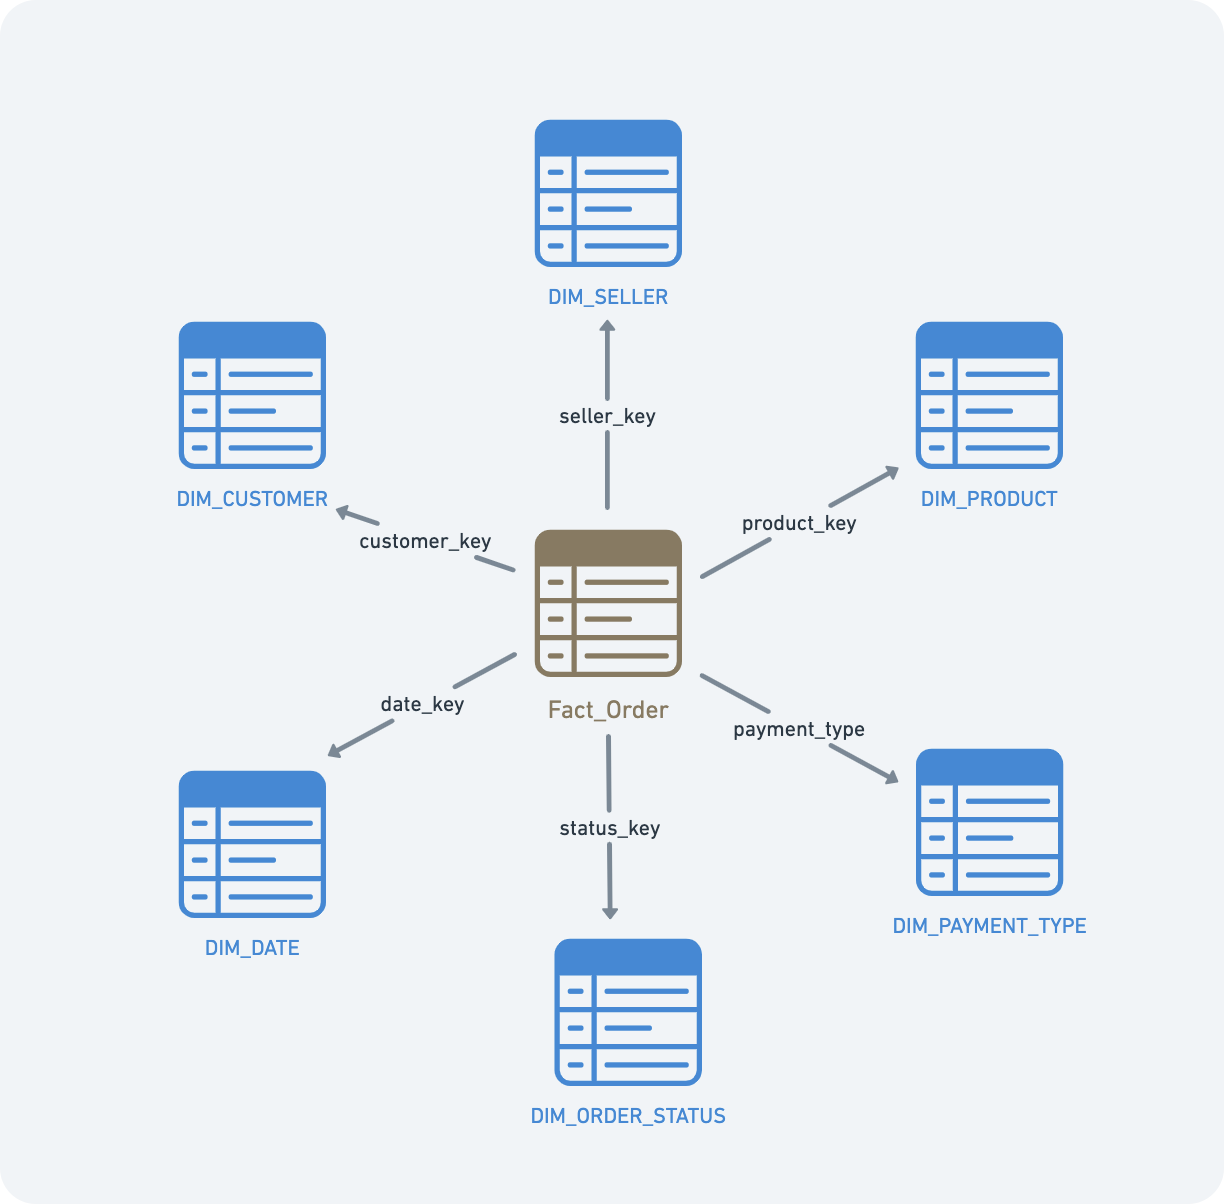 DIM_SELLER
seller_key
DIM_CUSTOMER
DIM_PRODUCT
product_key
customer_key
date_key
Fact_Order
payment_type
status_key
DIM_PAYMENT_TYPE
DIM_DATE
DIM_ORDER_STATUS